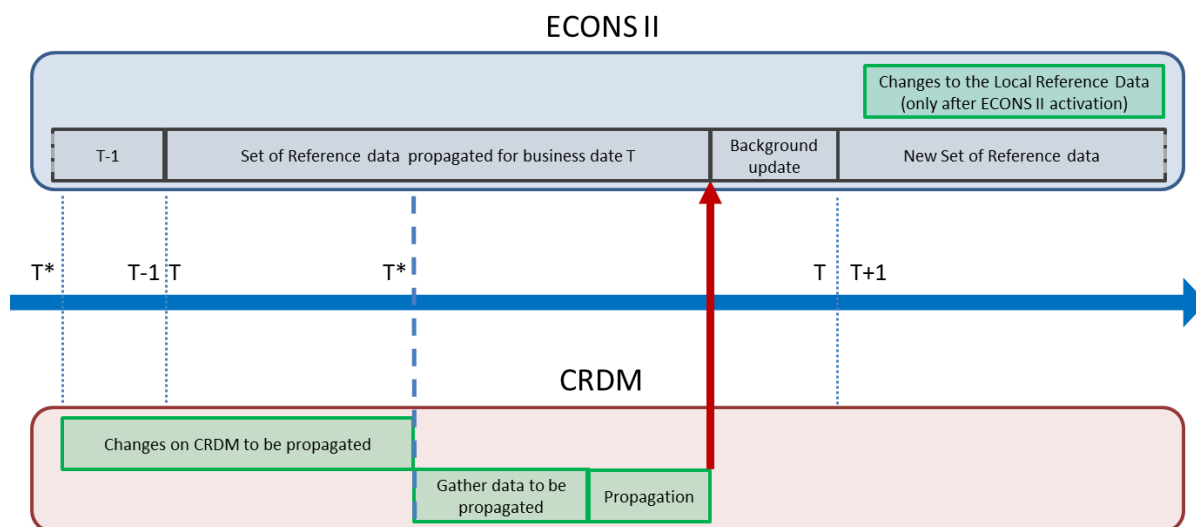 ECONS II
Changes to the Local Reference Data
(only after ECONS II activation)
T-1
Set of Reference data propagated for business date T
Background
update
New Set of Reference data
T*
T-1
T
T*
T
T+1
CRDM
Changes on CRDM to be propagated
Gather data to be
propagated
Propagation